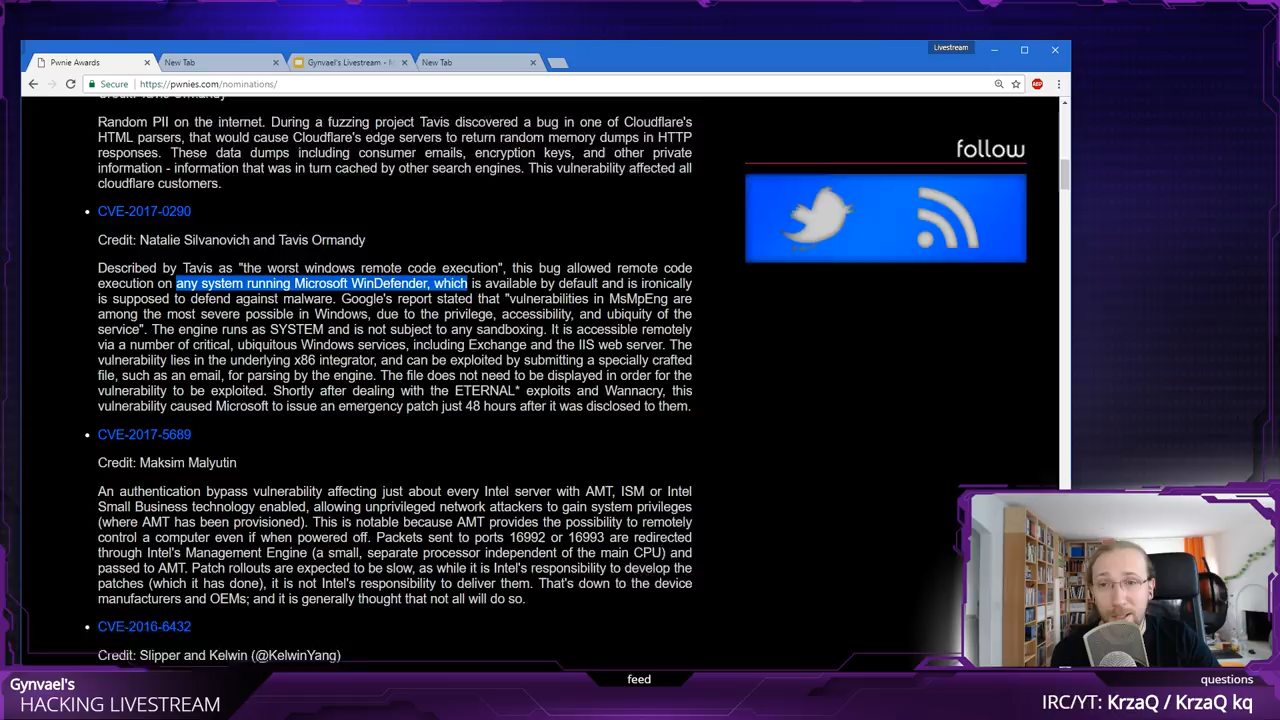 Livestream
Pwnie Awards
New Tab
Gynvael's Livestream - N
New Tab
Secure
https://pwnies.com/nominations/
ABP
Random PII on the internet. During a fuzzing project Tavis discovered a bug in one of Cloudflare's
HTML parsers, that would cause Cloudflare's edge servers to return random memory dumps in HTTP
responses. These data dumps including consumer emails, encryption keys, and other private
information - information that was in turn cached by other search engines. This vulnerability affected all
cloudflare customers.
follow
CVE-2017-0290
Credit: Natalie Silvanovich and Tavis Ormandy
Described by Tavis as "the worst windows remote code execution", this bug allowed remote code
execution on any system running Microsoft WinDefender, which is available by default and is ironically
is supposed to defend against malware. Google's report stated that "vulnerabilities in MsMpEng are
among the most severe possible in Windows, due to the privilege, accessibility, and ubiquity of the
service". The engine runs as SYSTEM and is not subject to any sandboxing. It is accessible remotely
via a number of critical, ubiquitous Windows services, including Exchange and the IIS web server. The
vulnerability lies in the underlying x86 integrator, and can be exploited by submitting a specially crafted
file, such as an email, for parsing by the engine. The file does not need to be displayed in order for the
vulnerability to be exploited. Shortly after dealing with the ETERNAL* exploits and Wannacry, this
vulnerability caused Microsoft to issue an emergency patch just 48 hours after it was disclosed to them.
CVE-2017-5689
Credit: Maksim Malyutin
An authentication bypass vulnerability affecting just about every Intel server with AMT, ISM or Intel
Small Business technology enabled, allowing unprivileged network attackers to gain system privileges
(where AMT has been provisioned). This is notable because AMT provides the possibility to remotely
control a computer even if when powered off. Packets sent to ports 16992 or 16993 are redirected
through Intel's Management Engine (a small, separate processor independent of the main CPU) and
passed to AMT. Patch rollouts are expected to be slow, as while it is Intel's responsibility to develop the
patches (which it has done), it is not Intel's responsibility to deliver them. That's down to the device
manufacturers and OEMs; and it is generally thought that not all will do so.
CVE-2016-6432
Credit: Slipper and Kelwin (@KelwinYang)
Gynvael's
HACKING LIVESTREAM
feed
questions
IRC/YT: KrzaQ / KrzaQ kq